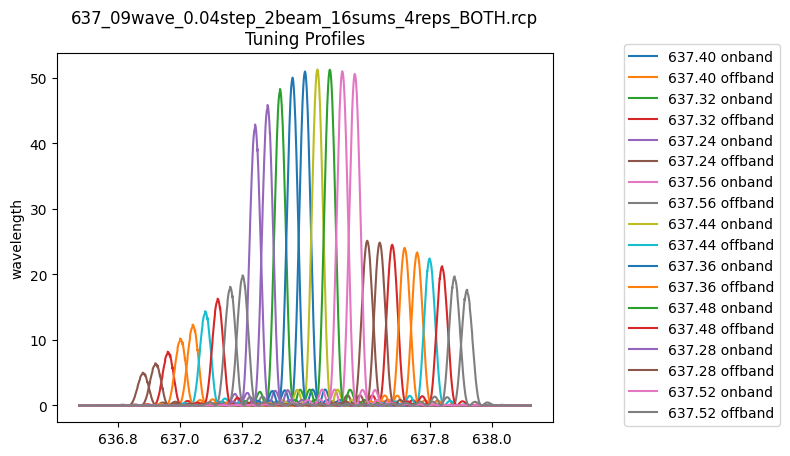 637_09wave_0.04step_2beam_16sums_4reps_BOTH.rcp
Tuning Profiles
wavelength
50
40
30
20
10
0
636.8 637.0 637.2 637.4 637.6 637.8 638.0
637.40 onband
637.40 offband
637.32 onband
637.32 offband
637.24 onband
637.24 offband
637.56 onband
637.56 offband
637.44 onband
637.44 offband
637.36 onband
637.36 offband
637.48 onband
637.48 offband
637.28 onband
637.28 offband
637.52 onband
637.52 offband